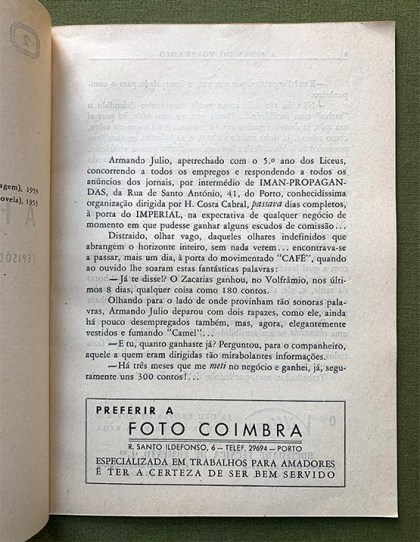 2
agem), 1953
ovela), 1953
Armando Julio, apetrechado com o 5.º ano dos Liceus,
concorrendo a todos os empregos e respondendo a todos os
anúncios dos jornais, por intermédio de IMAN-PROPAGAN-
DAS, da Rua de Santo António, 41, do Porto, conhecidíssima
organização dirigida por H. Costa Cabral, passava dias completos,
à porta do IMPERIAL, na expectativa de qualquer negócio de
momento em que pudesse ganhar alguns escudos de comissão...
Distraido, olhar vago, daqueles olhares indefinidos que
abrangem o horizonte inteiro, sem nada verem... encontrava-se
a passar, mais um dia, à porta do movimentado "CAFÉ", quando
ao ouvido lhe soaram estas fantásticas palavras:
—Já te disse!? O Zacarias ganhou, no Volfrâmio, nos últi-
mos 8 dias, qualquer coisa como 180 contos.
Olhando para o lado de onde provinham tão sonoras pala-
vras, Armando Julio deparou com dois rapazes, como ele, ainda
há pouco desempregados também, mas, agora, elegantemente
vestidos e fumando "Camel"...
—E tu, quanto ganhaste já? Perguntou, para o companheiro,
aquele a quem eram dirigidas tão mirabolantes informações.
—Há três meses que me meti no negócio e ganhei, já, segu-
ramente uns 300 contos!...
PREFERIR A
FOTO COIMBRA
R. SANTO ILDEFONSO, 6 — TELEF. 29694 — PORTO
ESPECIALIZADA EM TRABALHOS PARA AMADORES
É TER A CERTEZA DE SER BEM SERVIDO